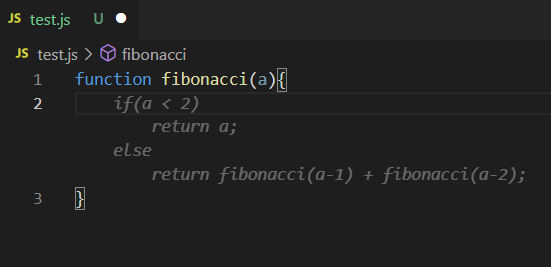 JS test.js U
JS test.js > fibonacci
1 function fibonacci(a){
2     if(a < 2)
        return a;
    else
        return fibonacci(a-1) + fibonacci(a-2);
3 }